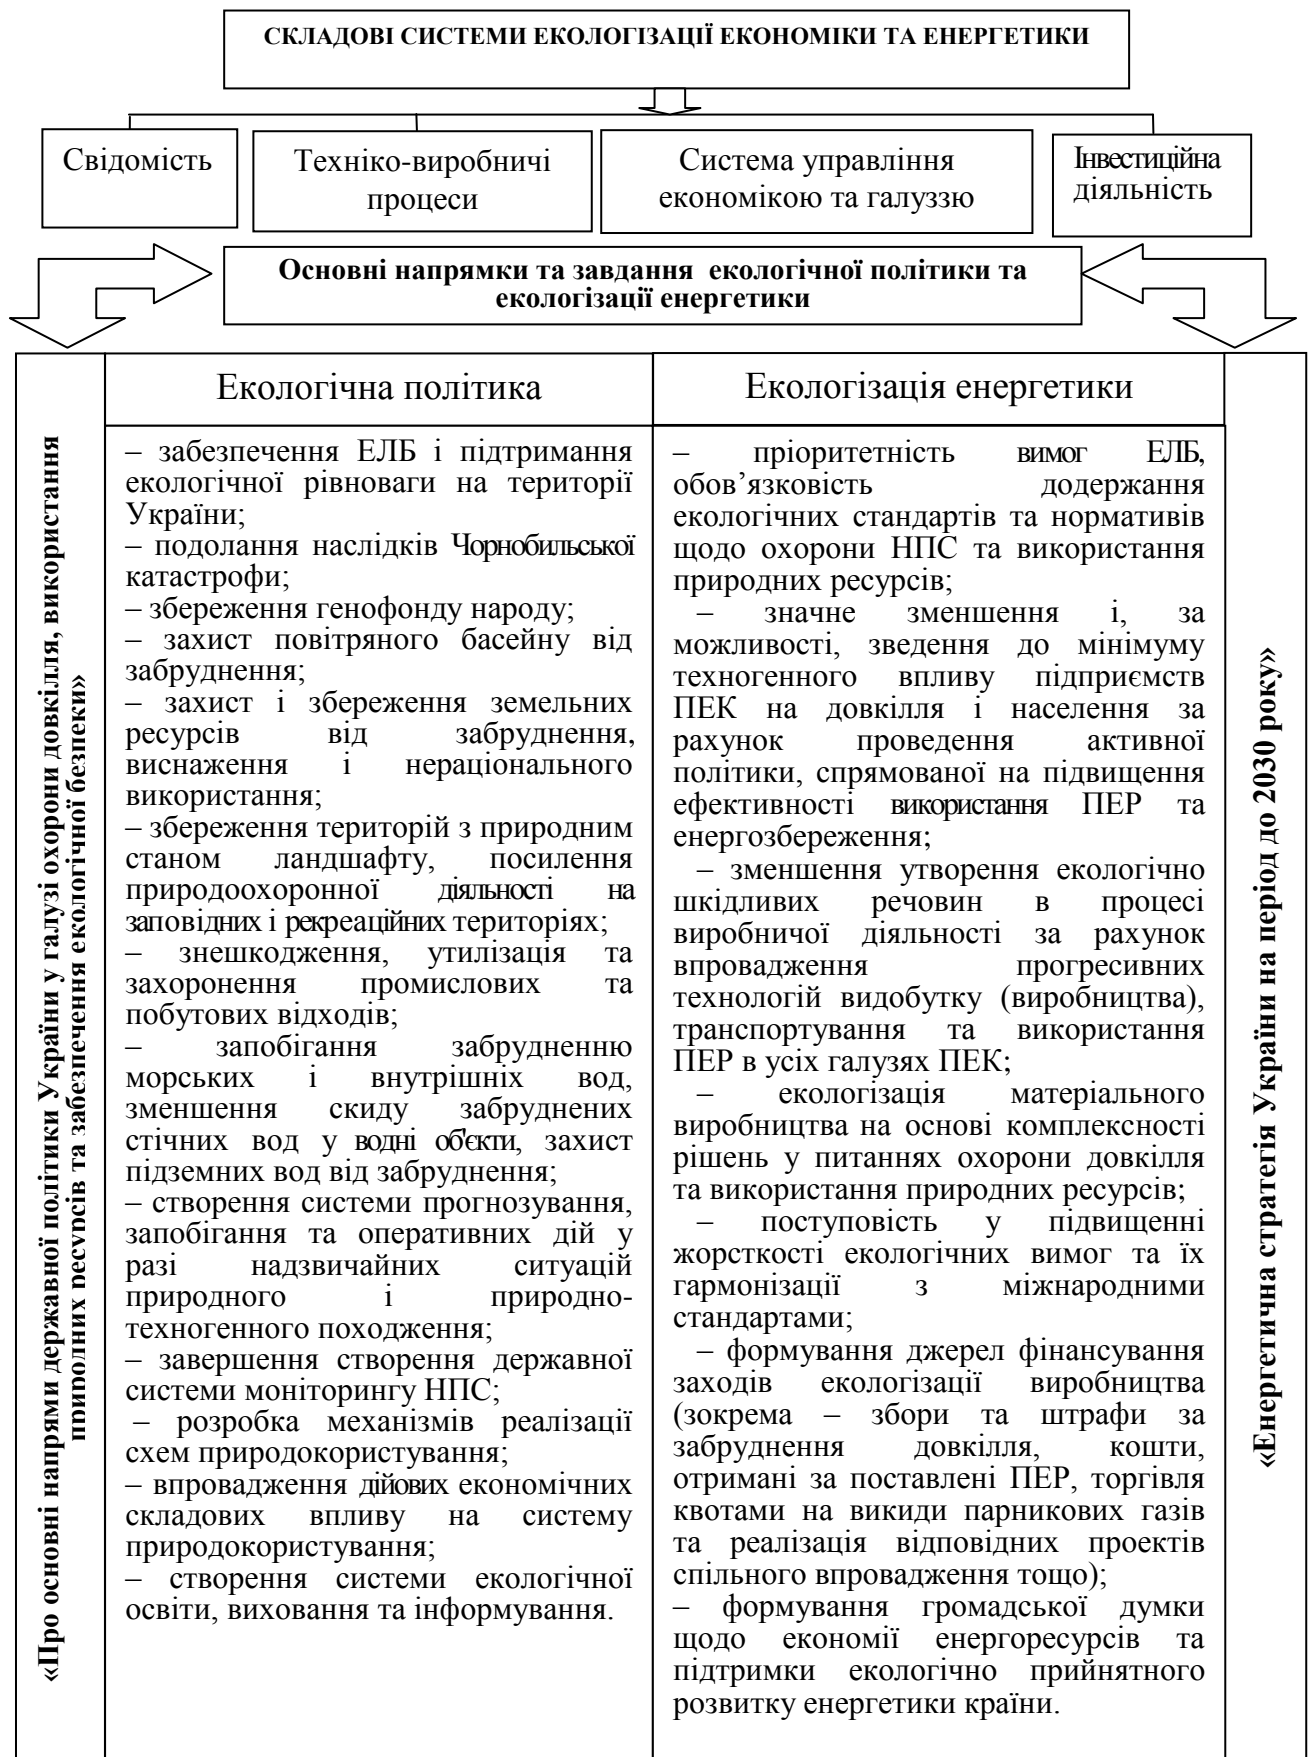 СКЛАДОВІ СИСТЕМИ ЕКОЛОГІЗАЦІЇ ЕКОНОМІКИ ТА ЕНЕРГЕТИКИ
Свідомість
Техніко-виробничі
процеси
Система управління
економікою та галуззю
Інвестиційна
діяльність
Основні напрямки та завдання екологічної політики та
екологізації енергетики
«Про основні напрями державної політики України у галузі охорони довкілля, використання
природних ресурсів та забезпечення екологічної безпеки»
Екологічна політика
– забезпечення ЕЛБ і підтримання
екологічної рівноваги на території
України;
– подолання наслідків Чорнобильської
катастрофи;
– збереження генофонду народу;
– захист повітряного басейну від
забруднення;
– захист і збереження земельних
ресурсів від забруднення,
виснаження і нераціонального
використання;
– збереження територій з природним
станом ландшафту, посилення
природоохоронної діяльності на
заповідних і рекреаційних територіях;
– знешкодження, утилізація та
захоронення промислових та
побутових відходів;
– запобігання забрудненню
морських і внутрішніх вод,
зменшення скиду забруднених
стічних вод у водні об'єкти, захист
підземних вод від забруднення;
– створення системи прогнозування,
запобігання та оперативних дій у
разі надзвичайних ситуацій
природного і природно-
техногенного походження;
– завершення створення державної
системи моніторингу НПС;
– розробка механізмів реалізації
схем природокористування;
– впровадження дійових економічних
складових впливу на систему
природокористування;
– створення системи екологічної
освіти, виховання та інформування.
Екологізація енергетики
– пріоритетність вимог ЕЛБ,
обов’язковість додержання
екологічних стандартів та нормативів
щодо охорони НПС та використання
природних ресурсів;
– значне зменшення і, за
можливості, зведення до мінімуму
техногенного впливу підприємств
ПЕК на довкілля і населення за
рахунок проведення активної
політики, спрямованої на підвищення
ефективності використання ПЕР та
енергозбереження;
– зменшення утворення екологічно
шкідливих речовин в процесі
виробничої діяльності за рахунок
впровадження прогресивних
технологій видобутку (виробництва),
транспортування та використання
ПЕР в усіх галузях ПЕК;
– екологізація матеріального
виробництва на основі комплексності
рішень у питаннях охорони довкілля
та використання природних ресурсів;
– поступовість у підвищенні
жорсткості екологічних вимог та їх
гармонізації з міжнародними
стандартами;
– формування джерел фінансування
заходів екологізації виробництва
(зокрема – збори та штрафи за
забруднення довкілля, кошти,
отримані за поставлені ПЕР, торгівля
квотами на викиди парникових газів
та реалізація відповідних проектів
спільного впровадження тощо);
– формування громадської думки
щодо економії енергоресурсів та
підтримки екологічно прийнятного
розвитку енергетики країни.
«Енергетична стратегія України на період до 2030 року»